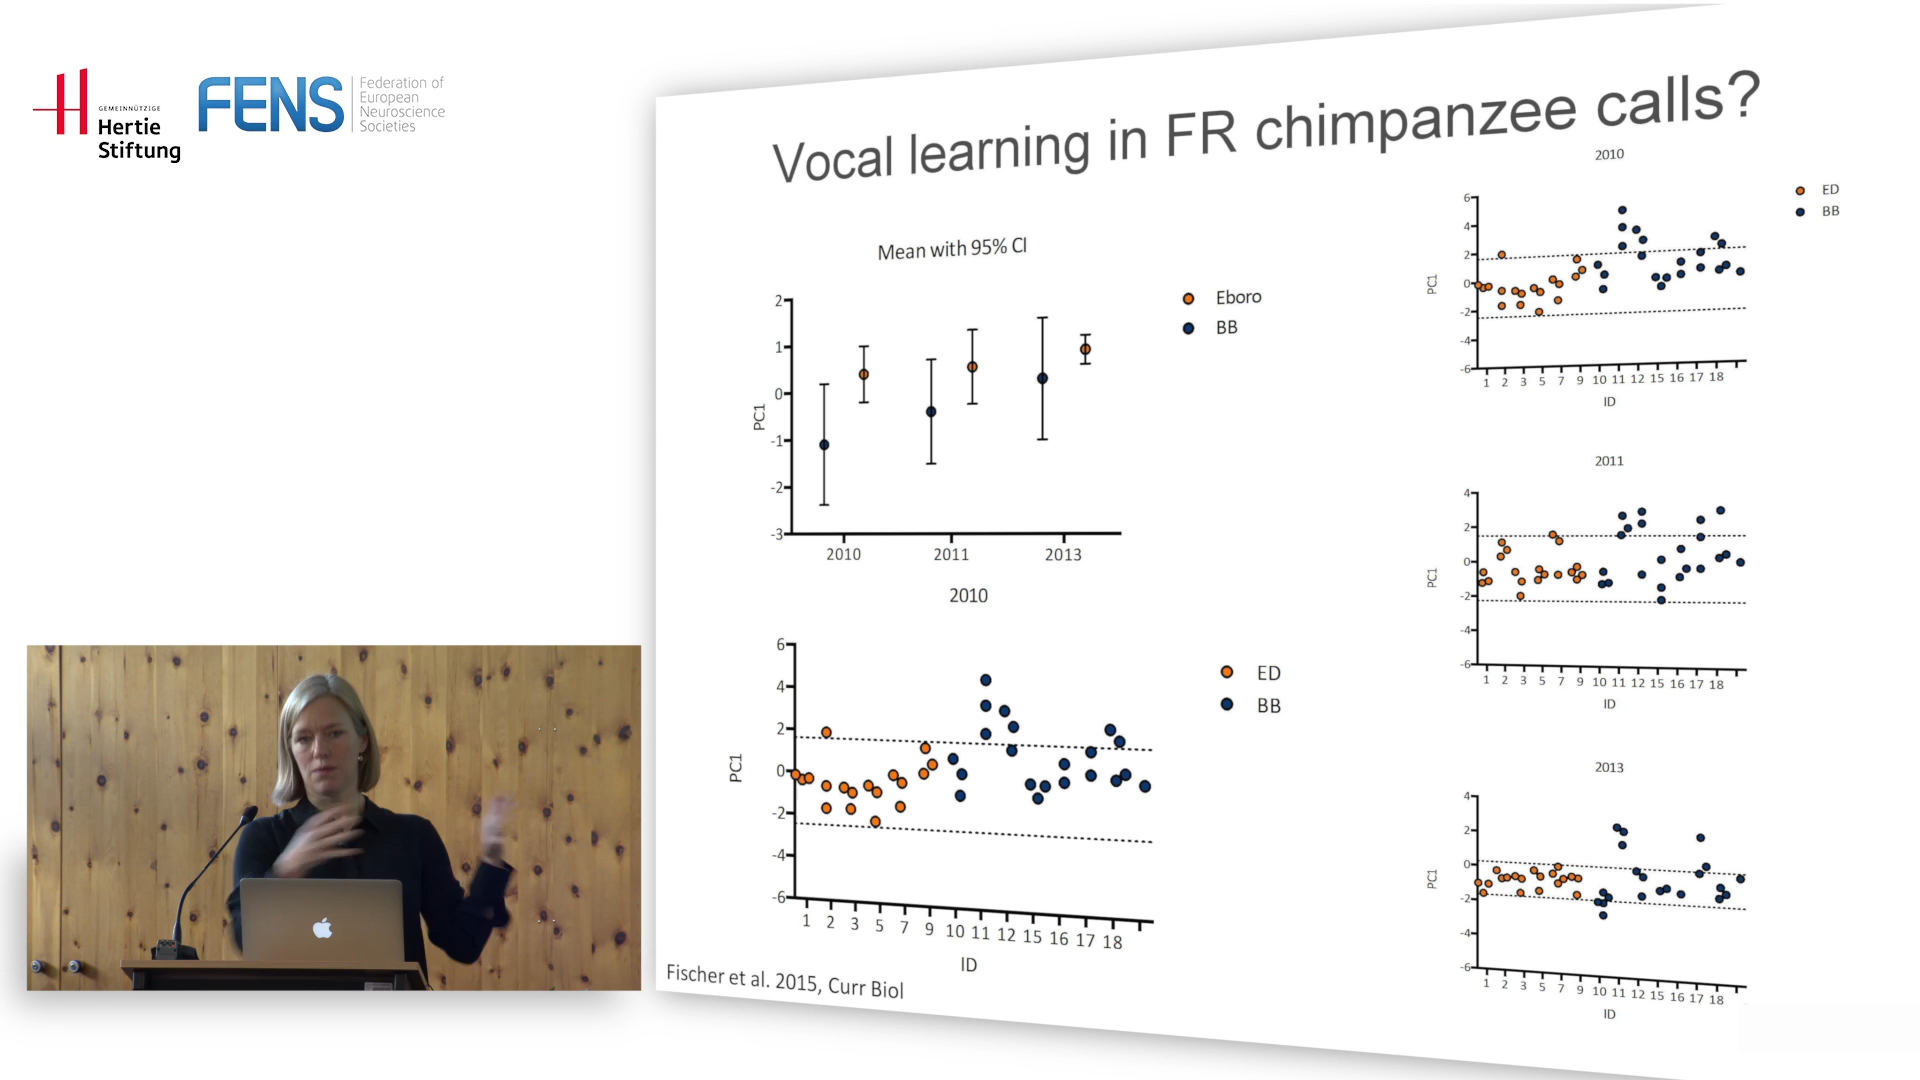 GEMEINNÜTZIGE
Hertie
Stiftung
FENS
Federation of
European
Neuroscience
Societies
Vocal learning in FR chimpanzee calls?
Mean with 95% CI
Eboro
BB
PC1
2
1
0
-1
-2
-3
2010
2011
2013
2010
ED
BB
PC1
6
4
2
0
-2
-4
-6
1 2 3 5 7 9 10 11 12 15 16 17 18
ID
Fischer et al. 2015, Curr Biol
2010
ED
BB
PC1
6
4
2
0
-2
-4
-6
1 2 3 5 7 9 10 11 12 15 16 17 18
ID
2011
PC1
4
2
0
-2
-4
-6
1 2 3 5 7 9 10 11 12 15 16 17 18
ID
2013
PC1
4
2
0
-2
-4
-6
1 2 3 5 7 9 10 11 12 15 16 17 18
ID